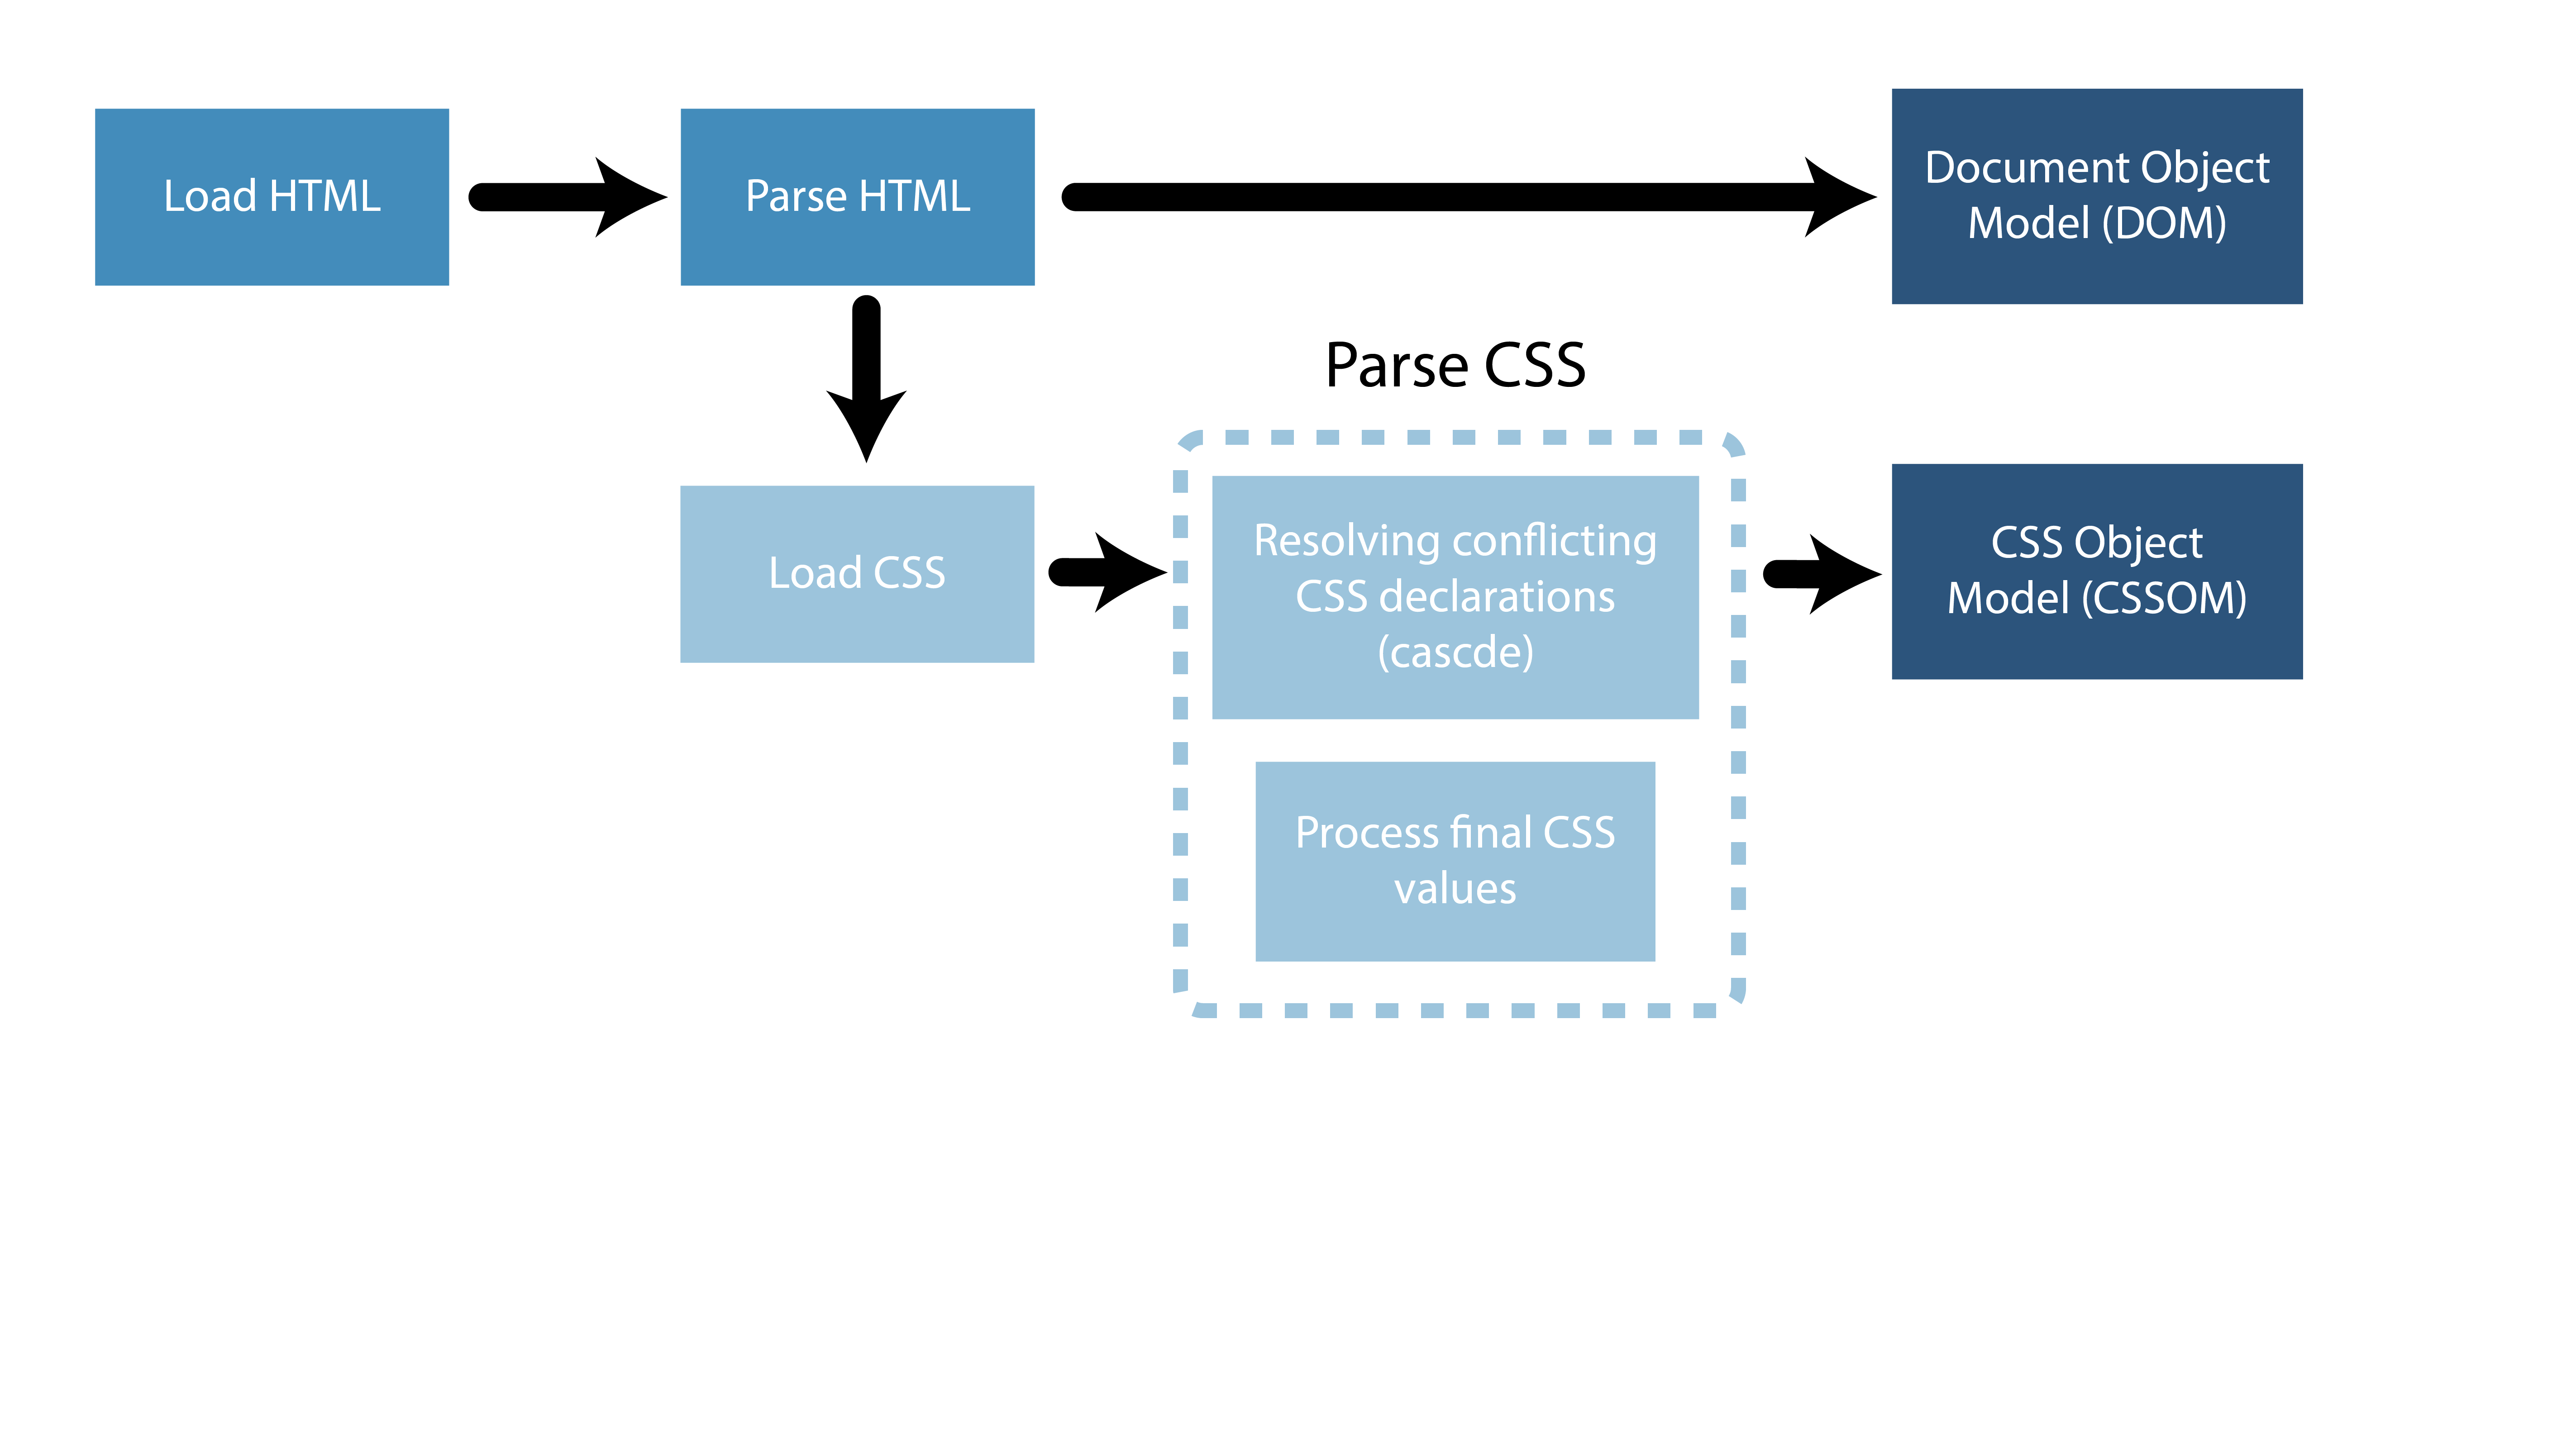 Load HTML
Parse HTML
Document Object
Model (DOM)
Parse CSS
Load CSS
Resolving conflicting
CSS declarations
(cascde)
Process final CSS
values
CSS Object
Model (CSSOM)